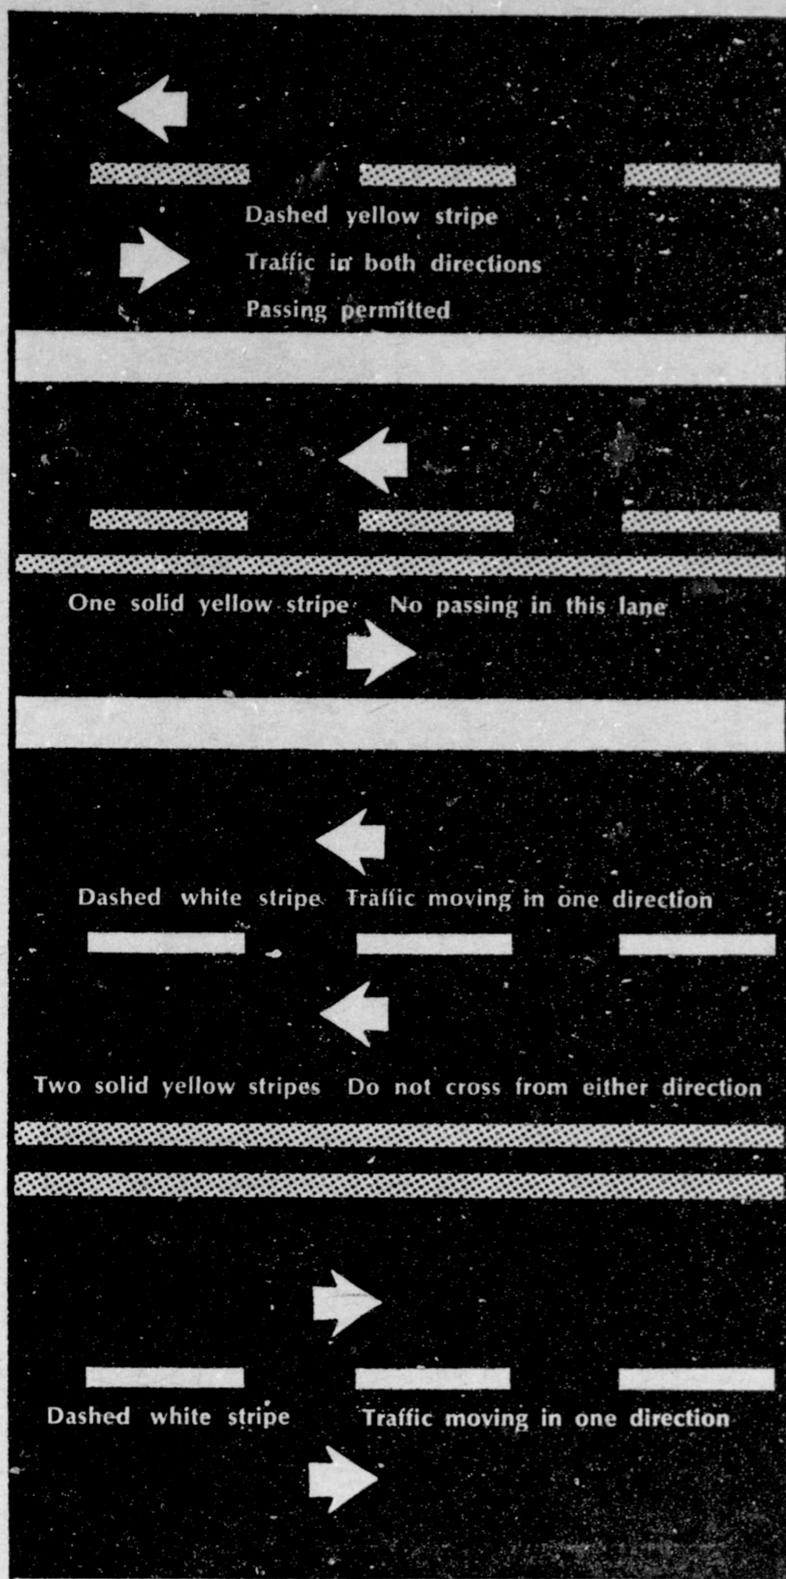 Dashed yellow stripe
Traffic in both directions
Passing permitted
One solid yellow stripe No passing in this lane
Dashed white stripe Traffic moving in one direction
Two solid yellow stripes Do not cross from either direction
Dashed white stripe Traffic moving in one direction